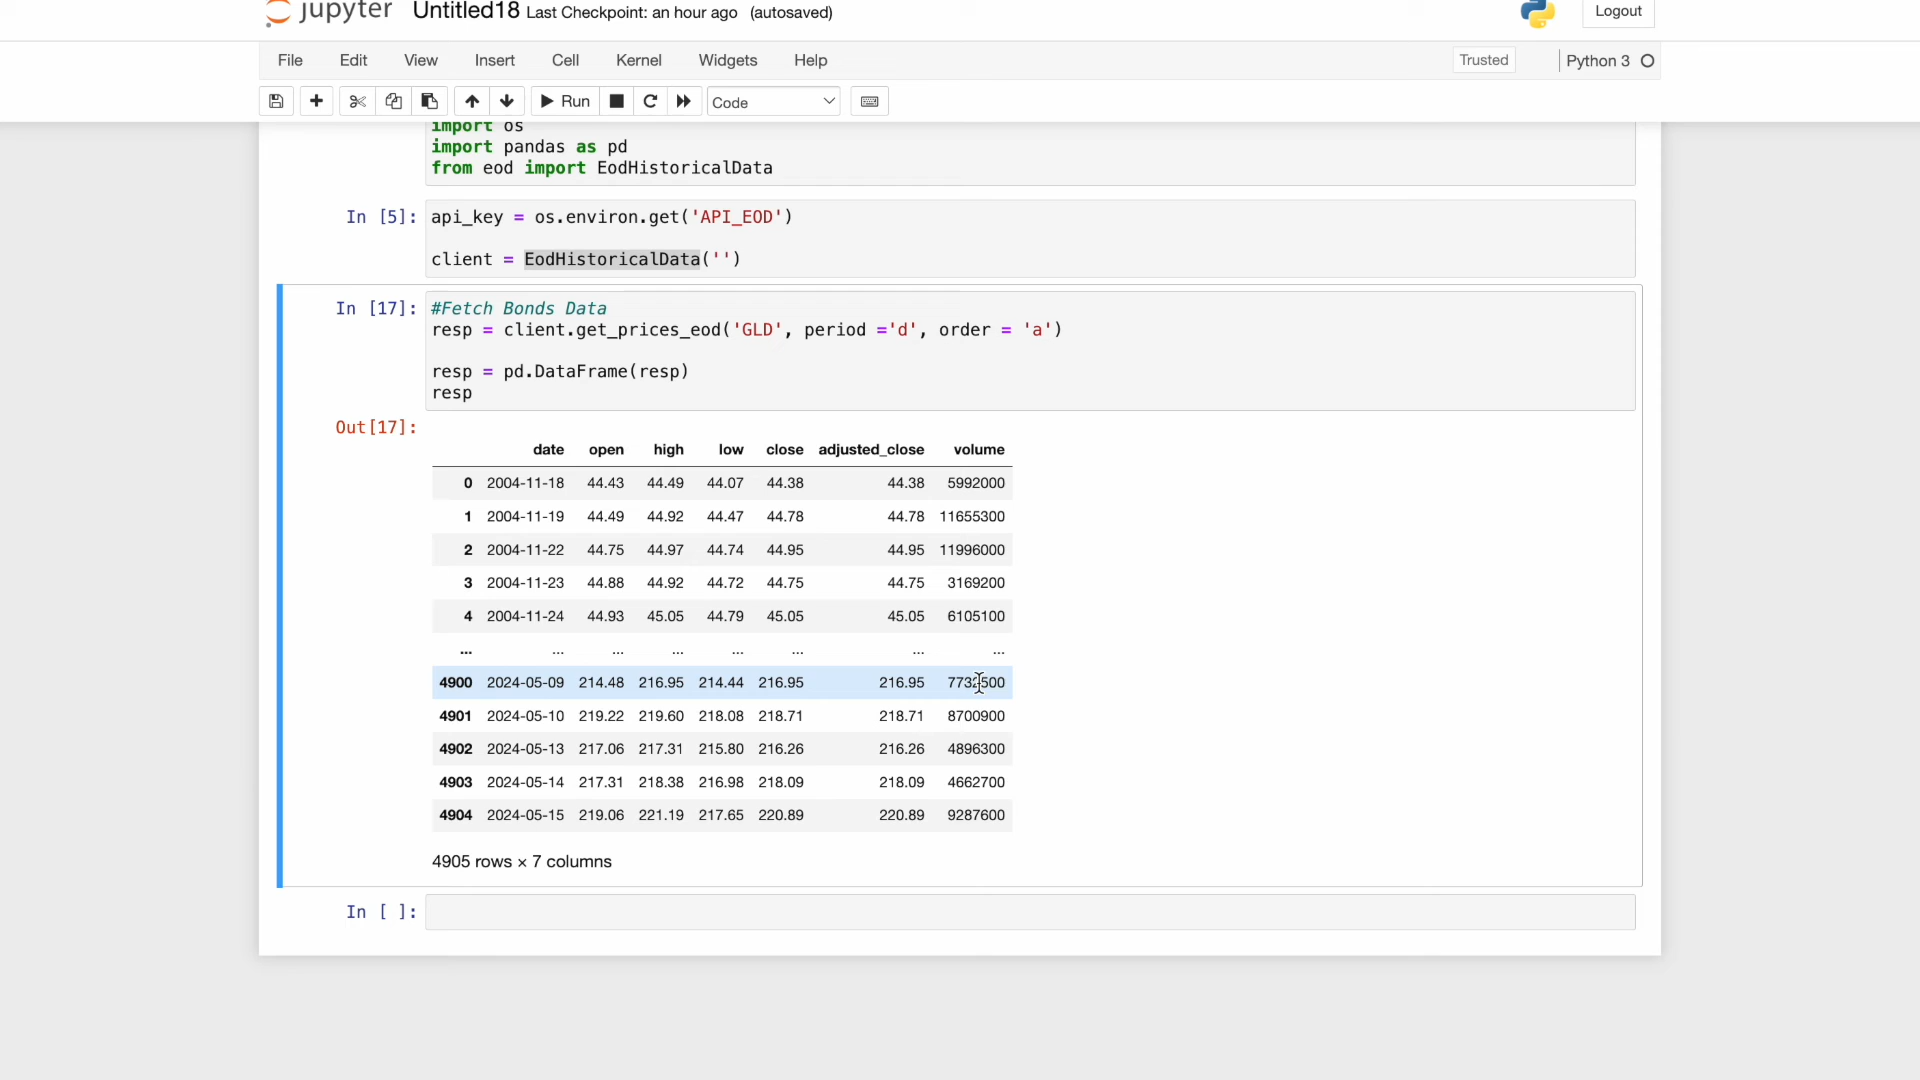 jupyter Untitled18 Last Checkpoint: an hour ago (autosaved) Logout
File Edit View Insert Cell Kernel Widgets Help Trusted Python 3
Run Code
import os
import pandas as pd
from eod import EodHistoricalData
In [5]: api_key = os.environ.get('API_EOD')
client = EodHistoricalData('')
In [17]: #Fetch Bonds Data
resp = client.get_prices_eod('GLD', period ='d', order = 'a')
resp = pd.DataFrame(resp)
resp
Out[17]:
date open high low close adjusted_close volume
0 2004-11-18 44.43 44.49 44.07 44.38 44.38 5992000
1 2004-11-19 44.49 44.92 44.47 44.78 44.78 11655300
2 2004-11-22 44.75 44.97 44.74 44.95 44.95 11996000
3 2004-11-23 44.88 44.92 44.72 44.75 44.75 3169200
4 2004-11-24 44.93 45.05 44.79 45.05 45.05 6105100
... ... ... ... ... ... ... ...
4900 2024-05-09 214.48 216.95 214.44 216.95 216.95
4901 2024-05-10 219.22 219.60 218.08 218.71 218.71 8700900
4902 2024-05-13 217.06 217.31 215.80 216.26 216.26 4896300
4903 2024-05-14 217.31 218.38 216.98 218.09 218.09 4662700
4904 2024-05-15 219.06 221.19 217.65 220.89 220.89 9287600
4905 rows × 7 columns
In [ ]: